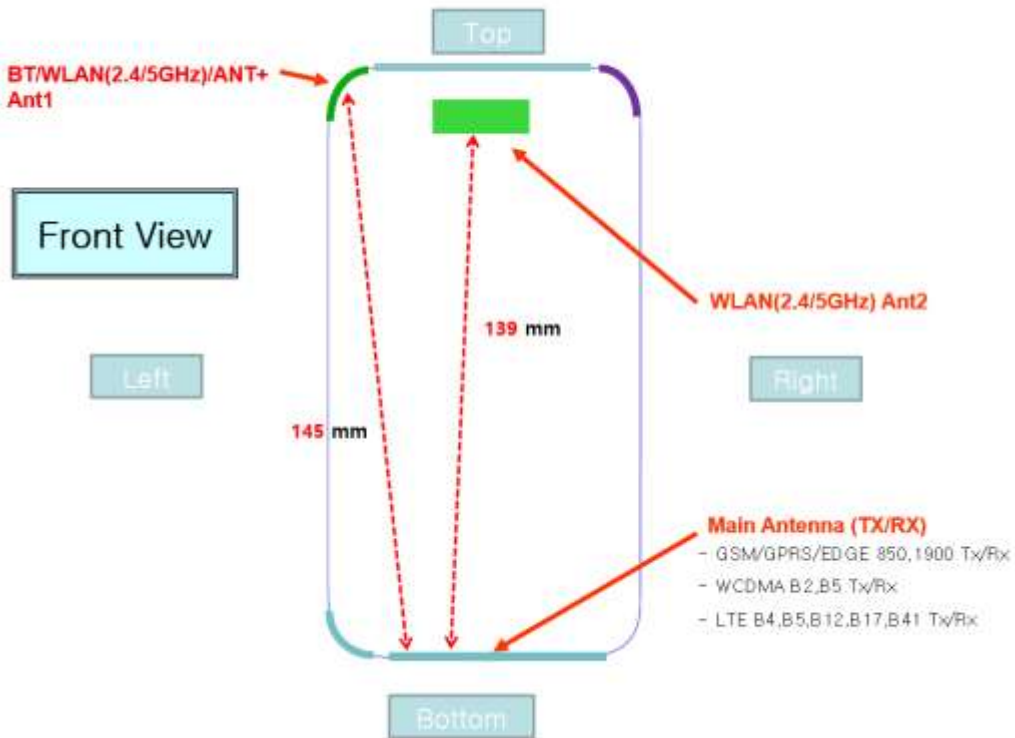 Top
BT/WLAN(2.4/5GHz)/ANT+
Ant1
Front View
WLAN(2.4/5GHz) Ant2
139 mm
Left
Right
145 mm
Main Antenna (TX/RX)
- GSM/GPRS/EDGE 850,1900 Tx/Rx
- WCDMA B2,B5 Tx/Rx
- LTE B4,B5,B12,B17,B41 Tx/Rx
Bottom